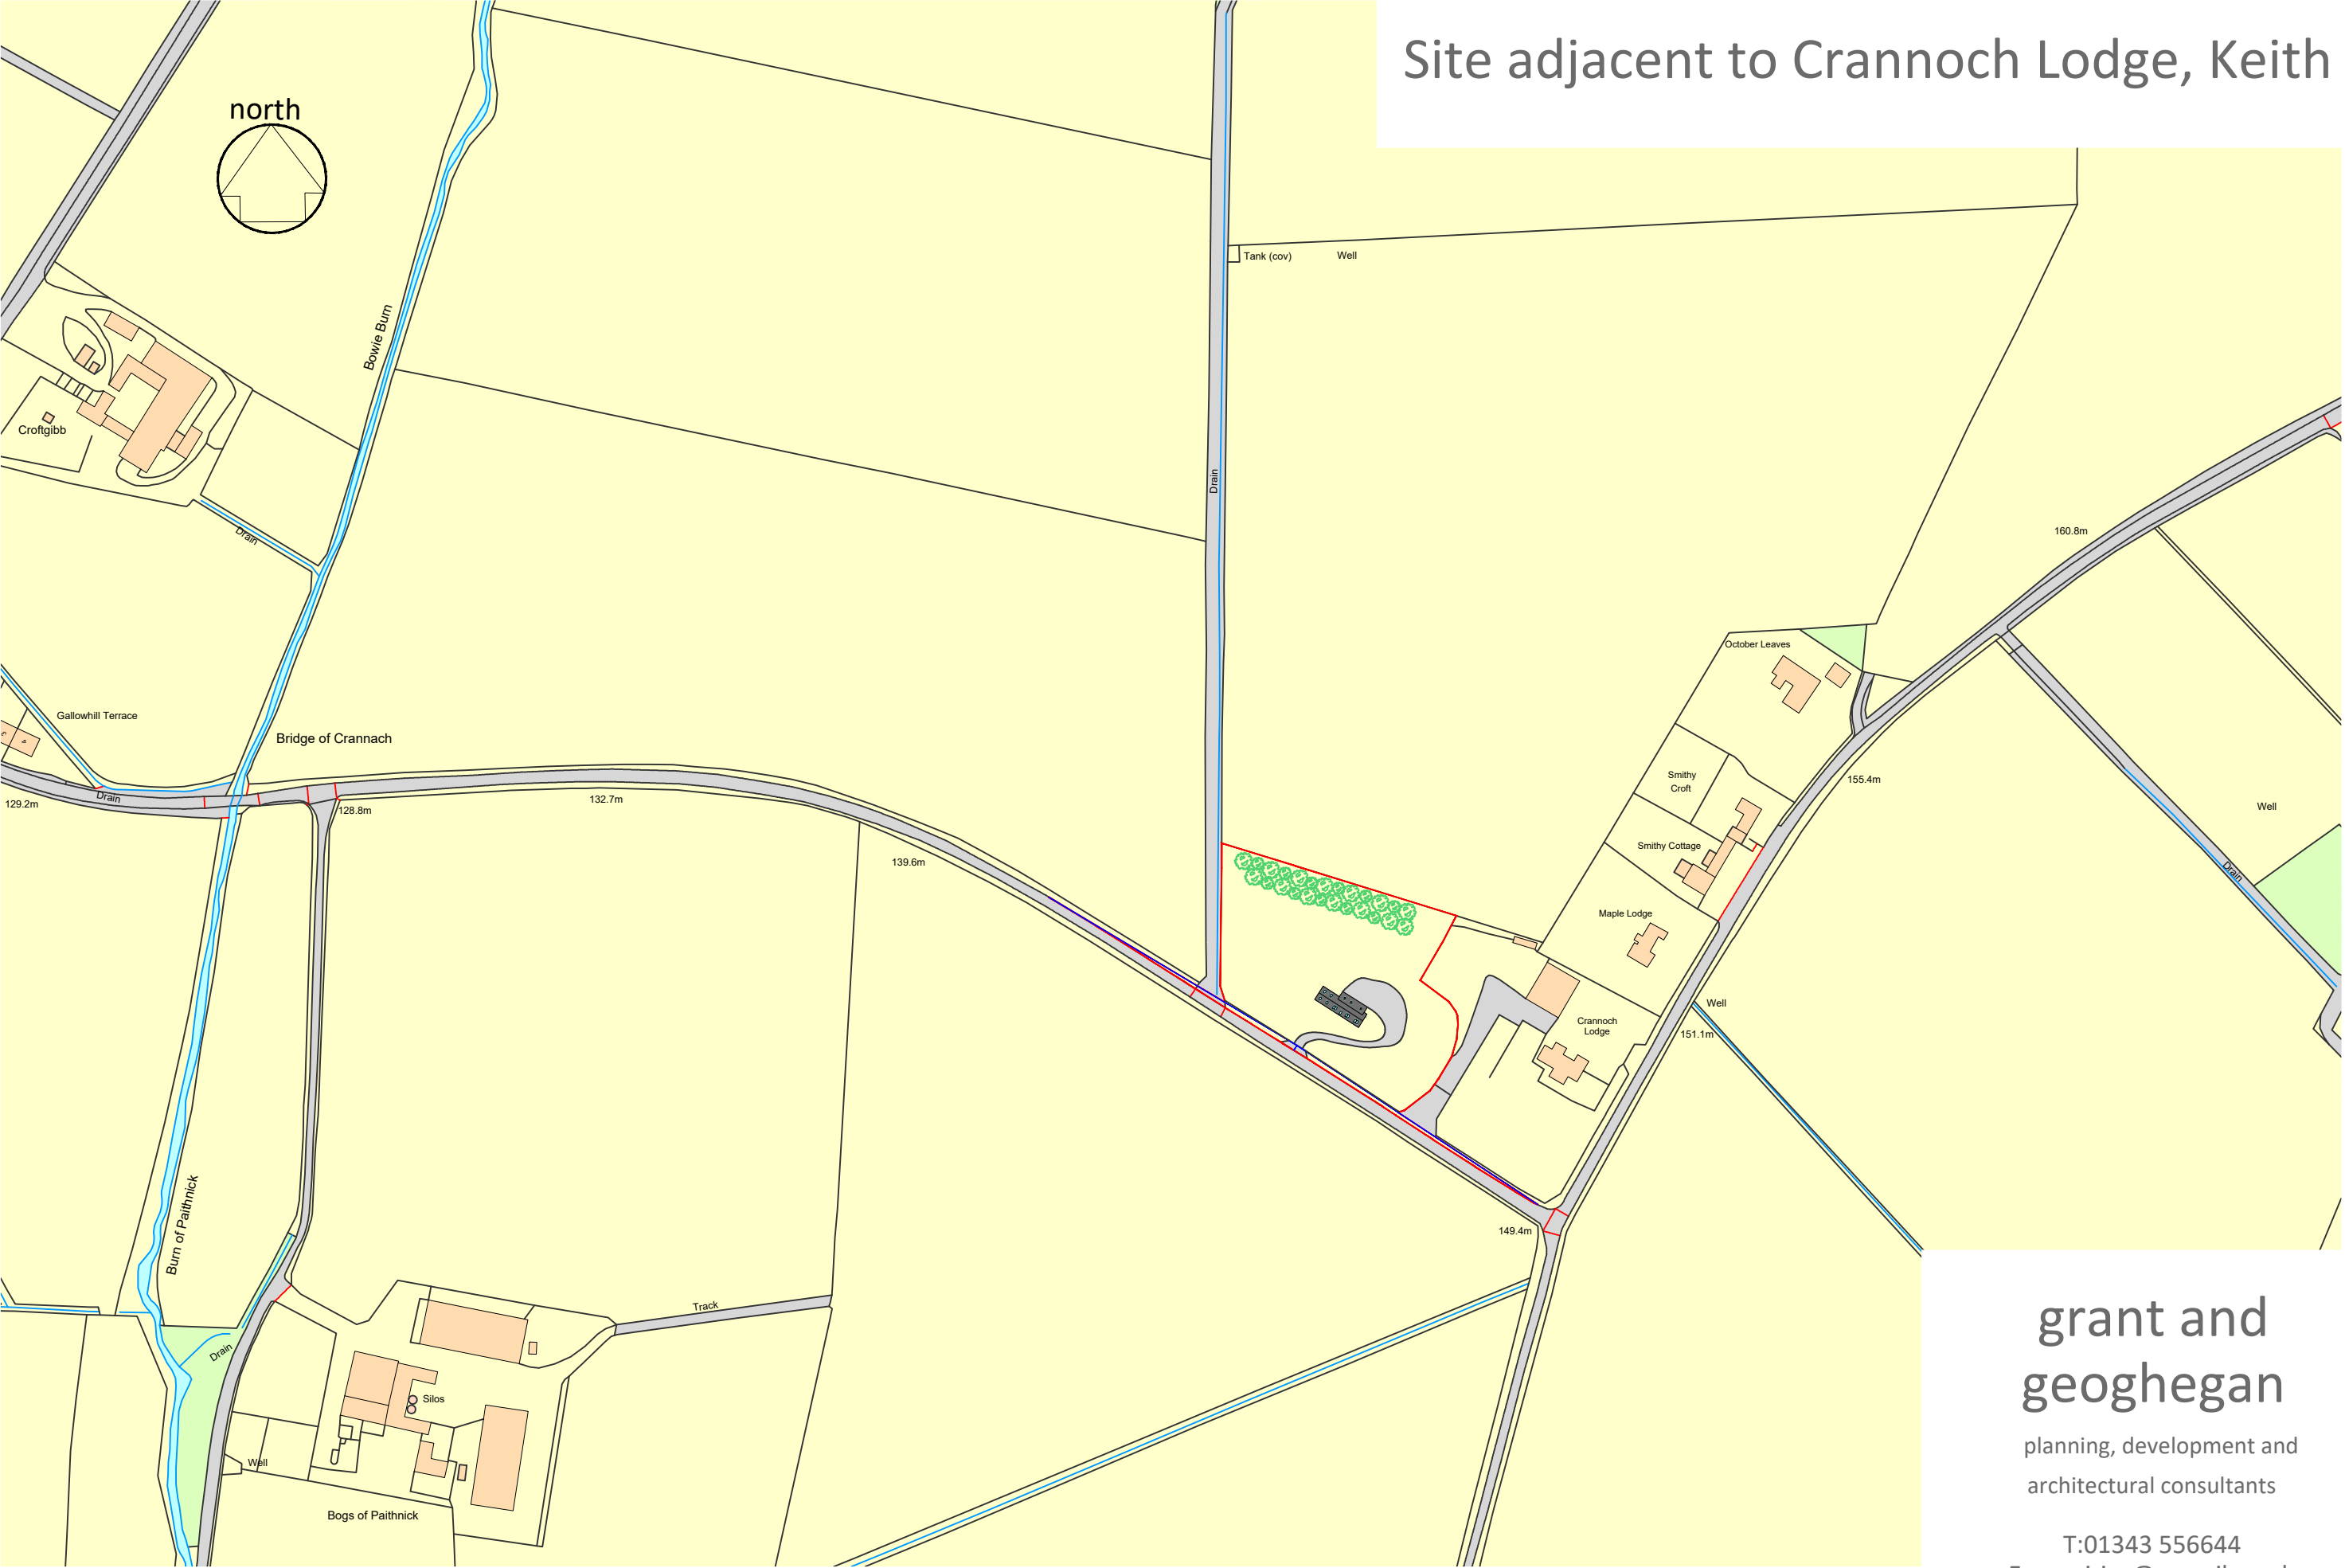 Site adjacent to Crannoch Lodge, Keith
north
Tank (cov)
Well
Bowie Burn
Croftgibb
Drain
Drain
160.8m
October Leaves
Gallowhill Terrace
3
4
Bridge of Crannach
Smithy
Croft
155.4m
129.2m
Drain
128.8m
132.7m
Well
Smithy Cottage
139.6m
Drain
Maple Lodge
Well
Crannoch
Lodge
151.1m
Burn of Paithnick
149.4m
Track
Drain
Silos
Well
Bogs of Paithnick
grant and
geoghegan
planning, development and
architectural consultants
T:01343 556644